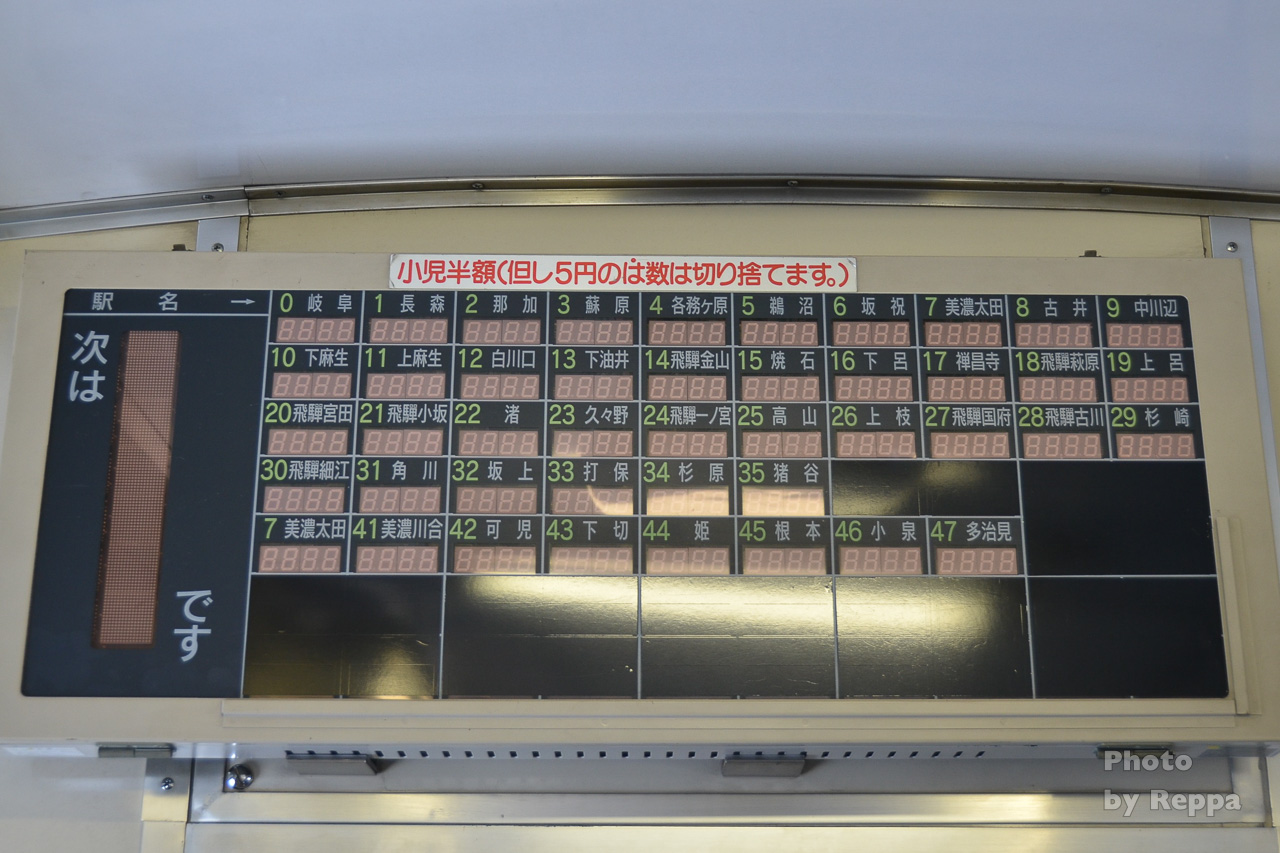 小児半額(但し5円のは数は切り捨てます。)
駅 名 →
次は
です
0 岐阜 1 長森 2 那加 3 蘇原 4 各務ヶ原 5 鵜沼 6 坂祝 7 美濃太田 8 古井 9 中川辺
10 下麻生 11 上麻生 12 白川口 13 下油井 14 飛騨金山 15 焼石 16 下呂 17 禅昌寺 18 飛騨萩原 19 上呂
20 飛騨宮田 21 飛騨小坂 22 渚 23 久々野 24 飛騨一ノ宮 25 高山 26 上枝 27 飛騨国府 28 飛騨古川 29 杉崎
30 飛騨細江 31 角川 32 坂上 33 打保 34 杉原 35 猪谷
7 美濃太田 41 美濃川合 42 可児 43 下切 44 姫 45 根本 46 小泉 47 多治見
Photo
by Reppa